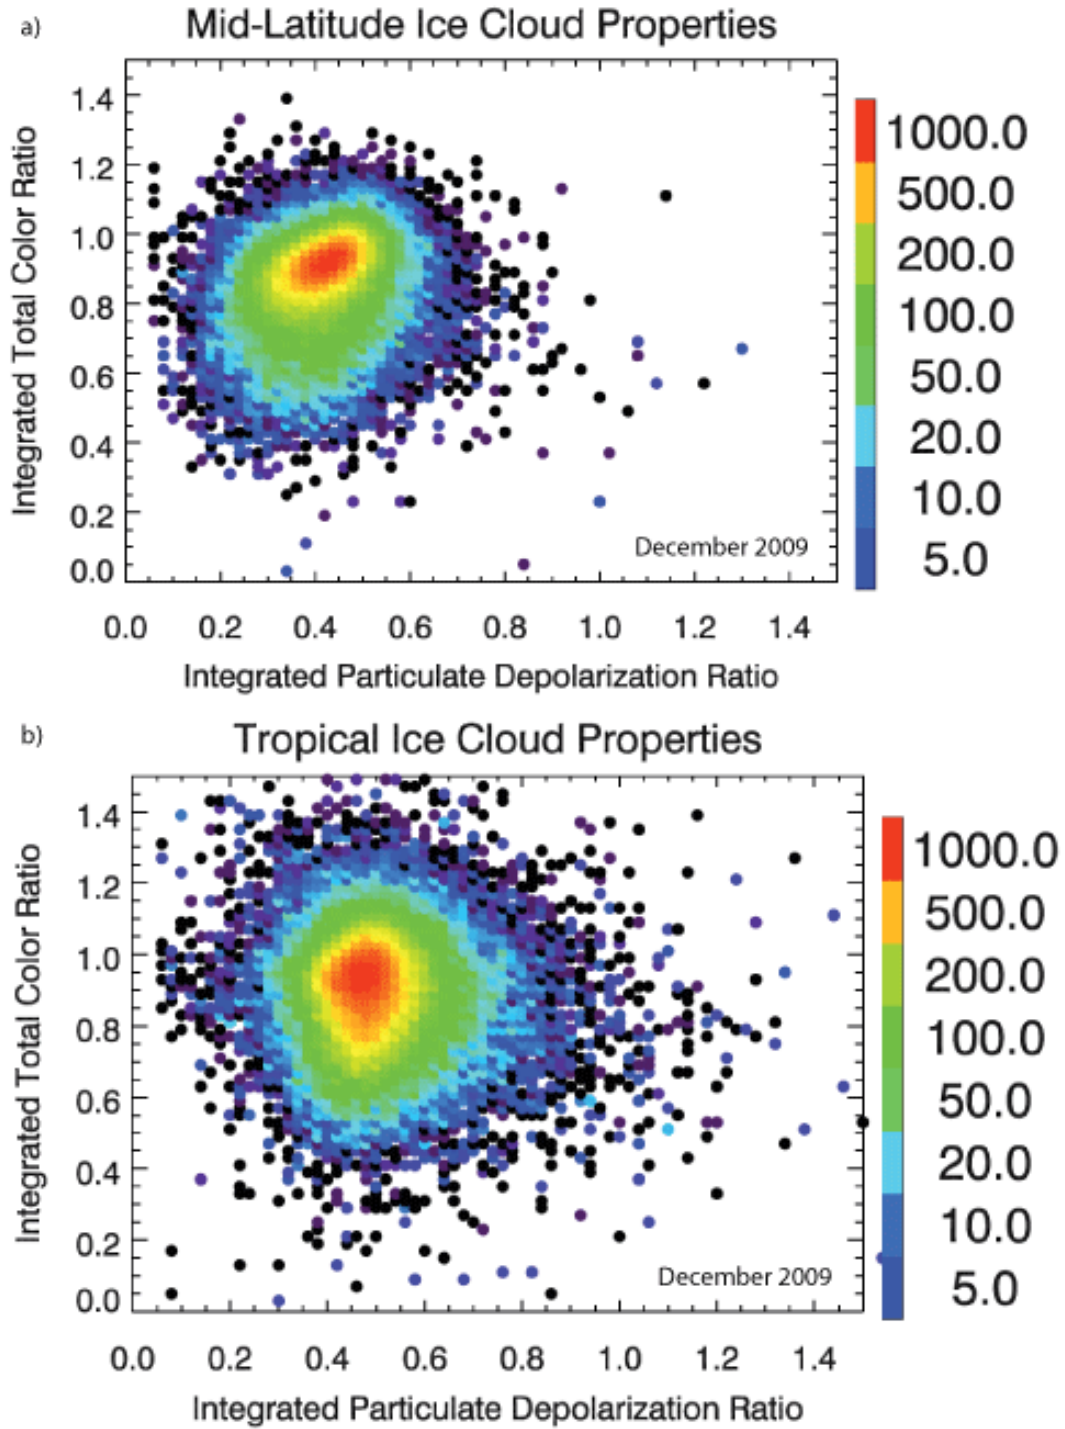 a)
Mid-Latitude Ice Cloud Properties
Integrated Total Color Ratio
1.4
1.2
1.0
0.8
0.6
0.4
0.2
0.0
December 2009
0.0 0.2 0.4 0.6 0.8 1.0 1.2 1.4
Integrated Particulate Depolarization Ratio
1000.0
500.0
200.0
100.0
50.0
20.0
10.0
5.0
b)
Tropical Ice Cloud Properties
Integrated Total Color Ratio
1.4
1.2
1.0
0.8
0.6
0.4
0.2
0.0
December 2009
0.0 0.2 0.4 0.6 0.8 1.0 1.2 1.4
Integrated Particulate Depolarization Ratio
1000.0
500.0
200.0
100.0
50.0
20.0
10.0
5.0